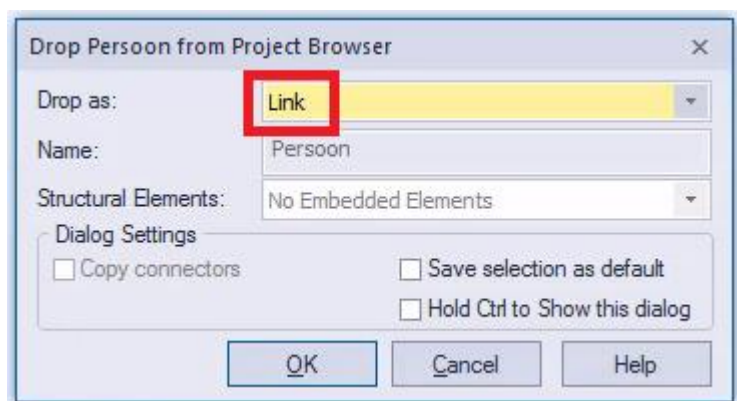 Drop Persoon from Project Browser
Drop as: Link
Name: Persoon
Structural Elements: No Embedded Elements
Dialog Settings
Copy connectors Save selection as default
Hold Ctrl to Show this dialog
OK Cancel Help